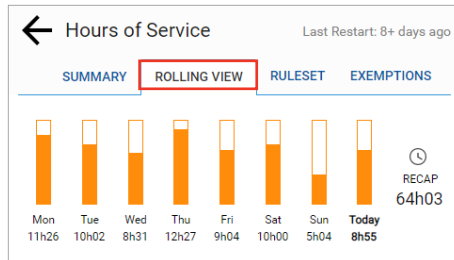 Hours of Service
Last Restart: 8+ days ago
SUMMARY ROLLING VIEW RULESET EXEMPTIONS
RECAP
64h03
Mon Tue Wed Thu Fri Sat Sun Today
11h26 10h02 8h31 12h27 9h04 10h00 5h04 8h55